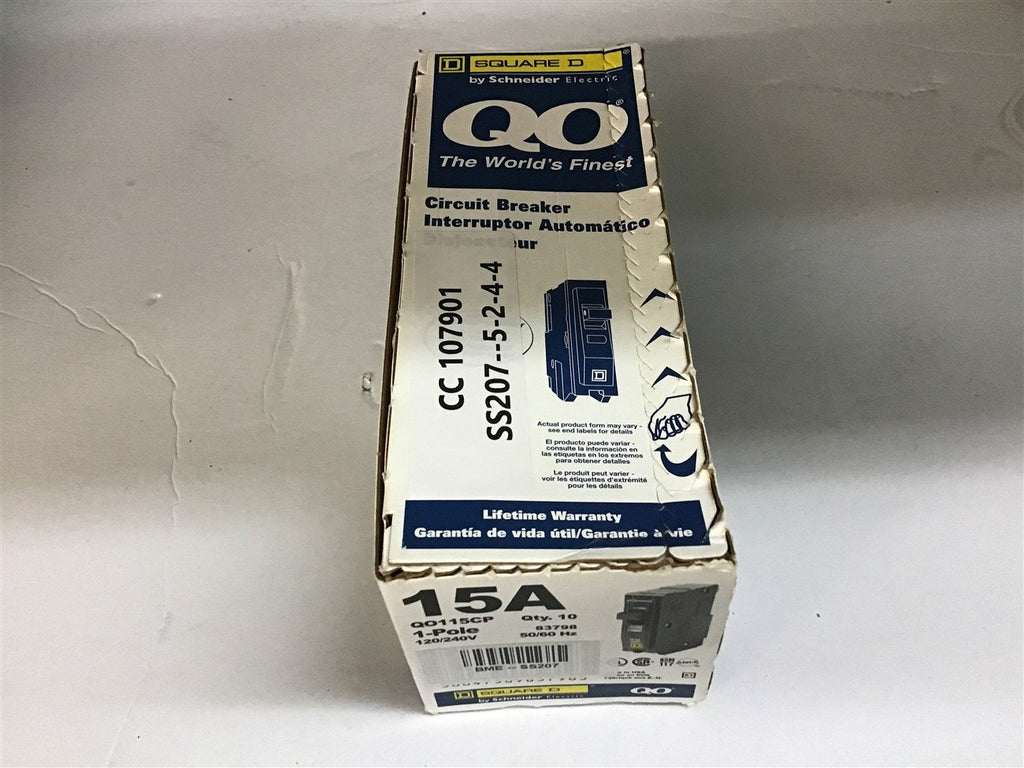 SQUARE D
by Schneider Electric
QO®
The World's Finest
Circuit Breaker
Interruptor Automático
Disjoncteur
CC 107901
SS207--5-2-4-4
Actual product form may vary -
see end labels for details
El producto puede variar -
consulte la información en
las etiquetas en los extremos
para obtener detalles
Le produit peut varier -
voir les étiquettes d'extrémité
pour les détails
Lifetime Warranty
Garantía de vida útil/Garantie à vie
15A
QO115CP Qty. 10
1-Pole 83798
120/240V 50/60 Hz
BME - SS207
SQUARE D
by Schneider Electric
QO